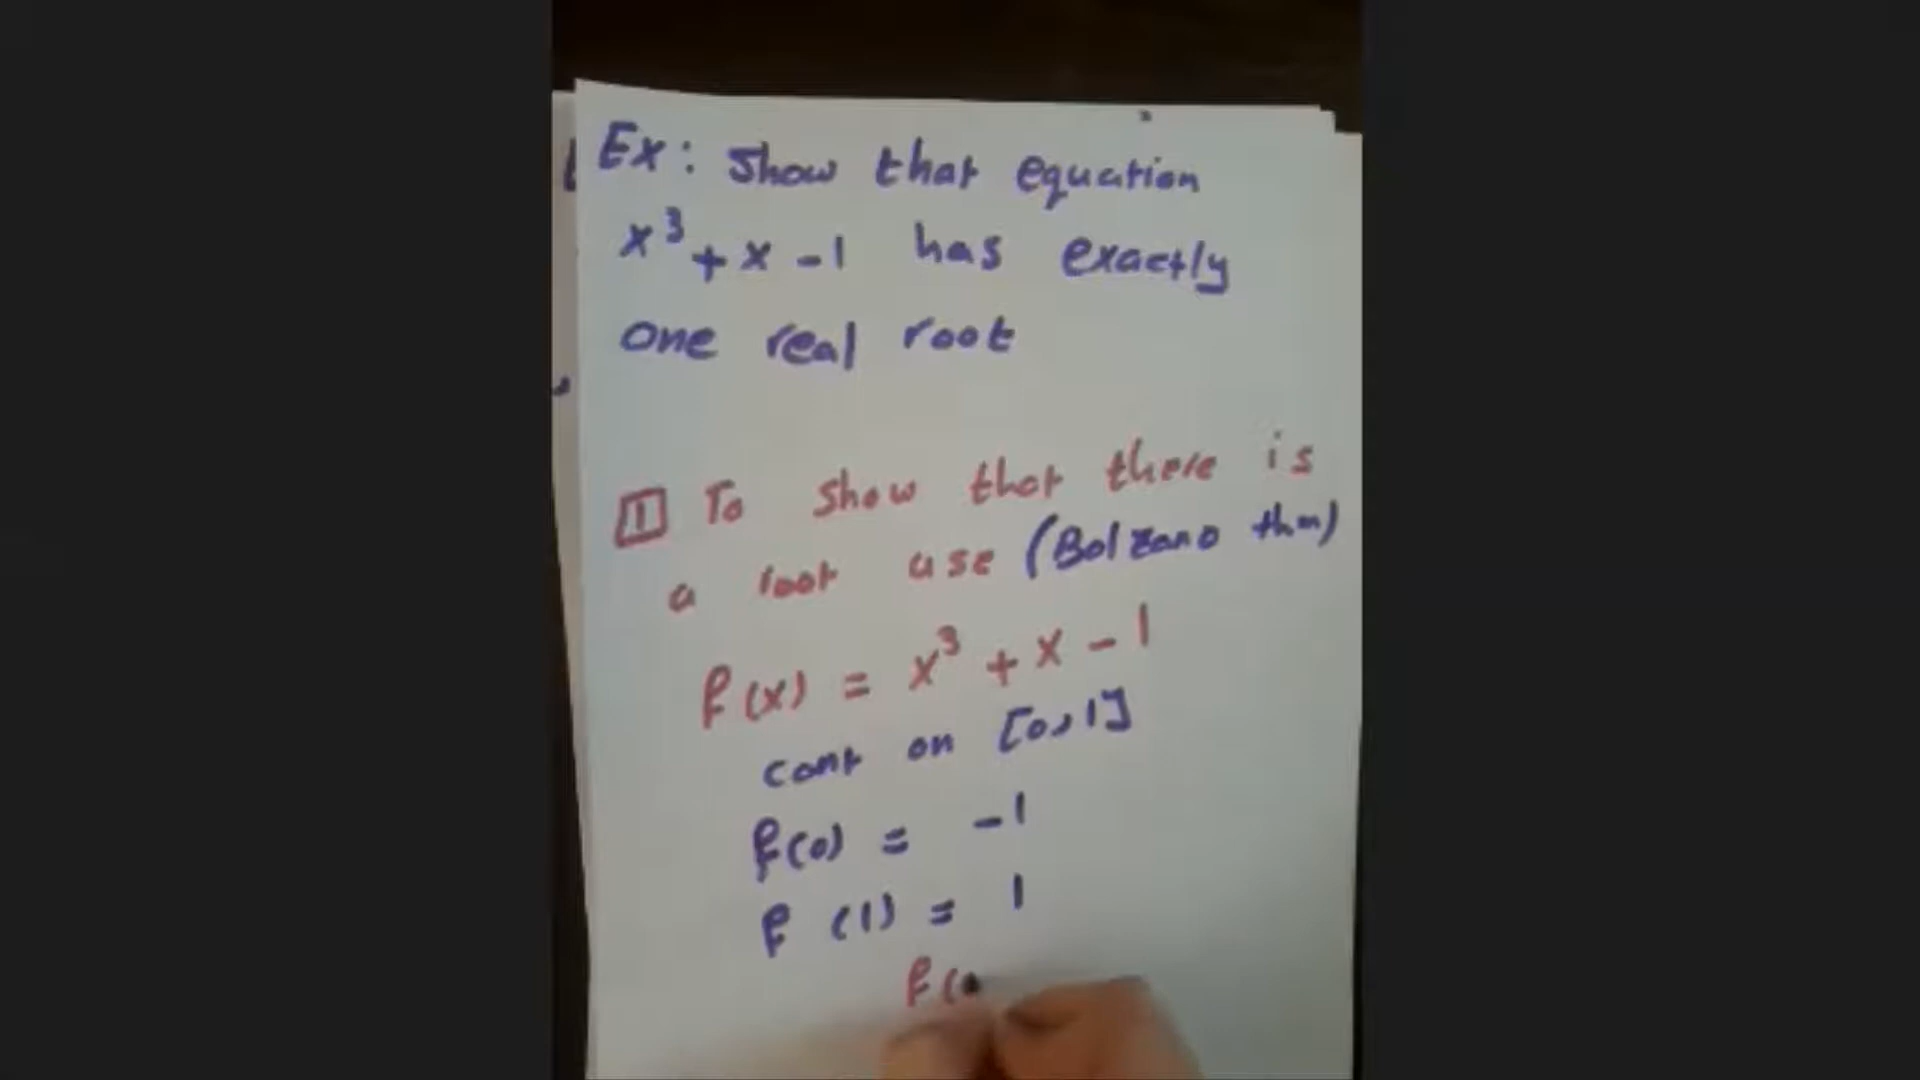 Ex: Show that equation
x³ + x - 1 has exactly
one real root
1 To show that there is
a root use (Bolzano thm)
f(x) = x³ + x - 1
cont on [0,1]
f(0) = -1
f(1) = 1
f(